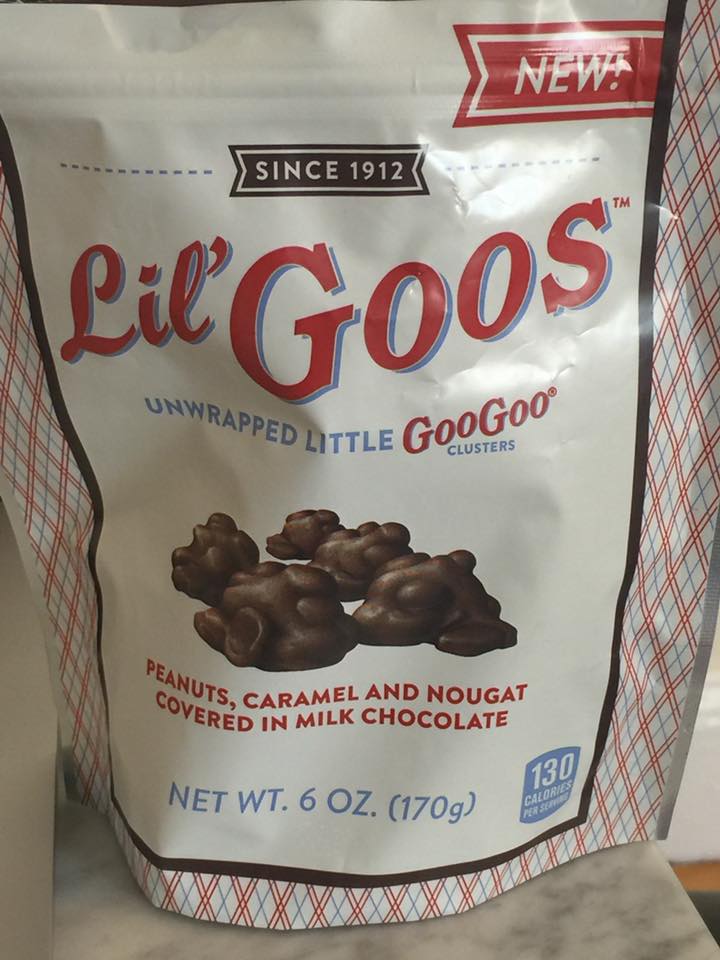 NEW!
SINCE 1912
Lil' GOOS™
UNWRAPPED LITTLE GOOGOO®
CLUSTERS
PEANUTS, CARAMEL AND NOUGAT
COVERED IN MILK CHOCOLATE
NET WT. 6 OZ. (170g)
130
CALORIES
PER SERVING